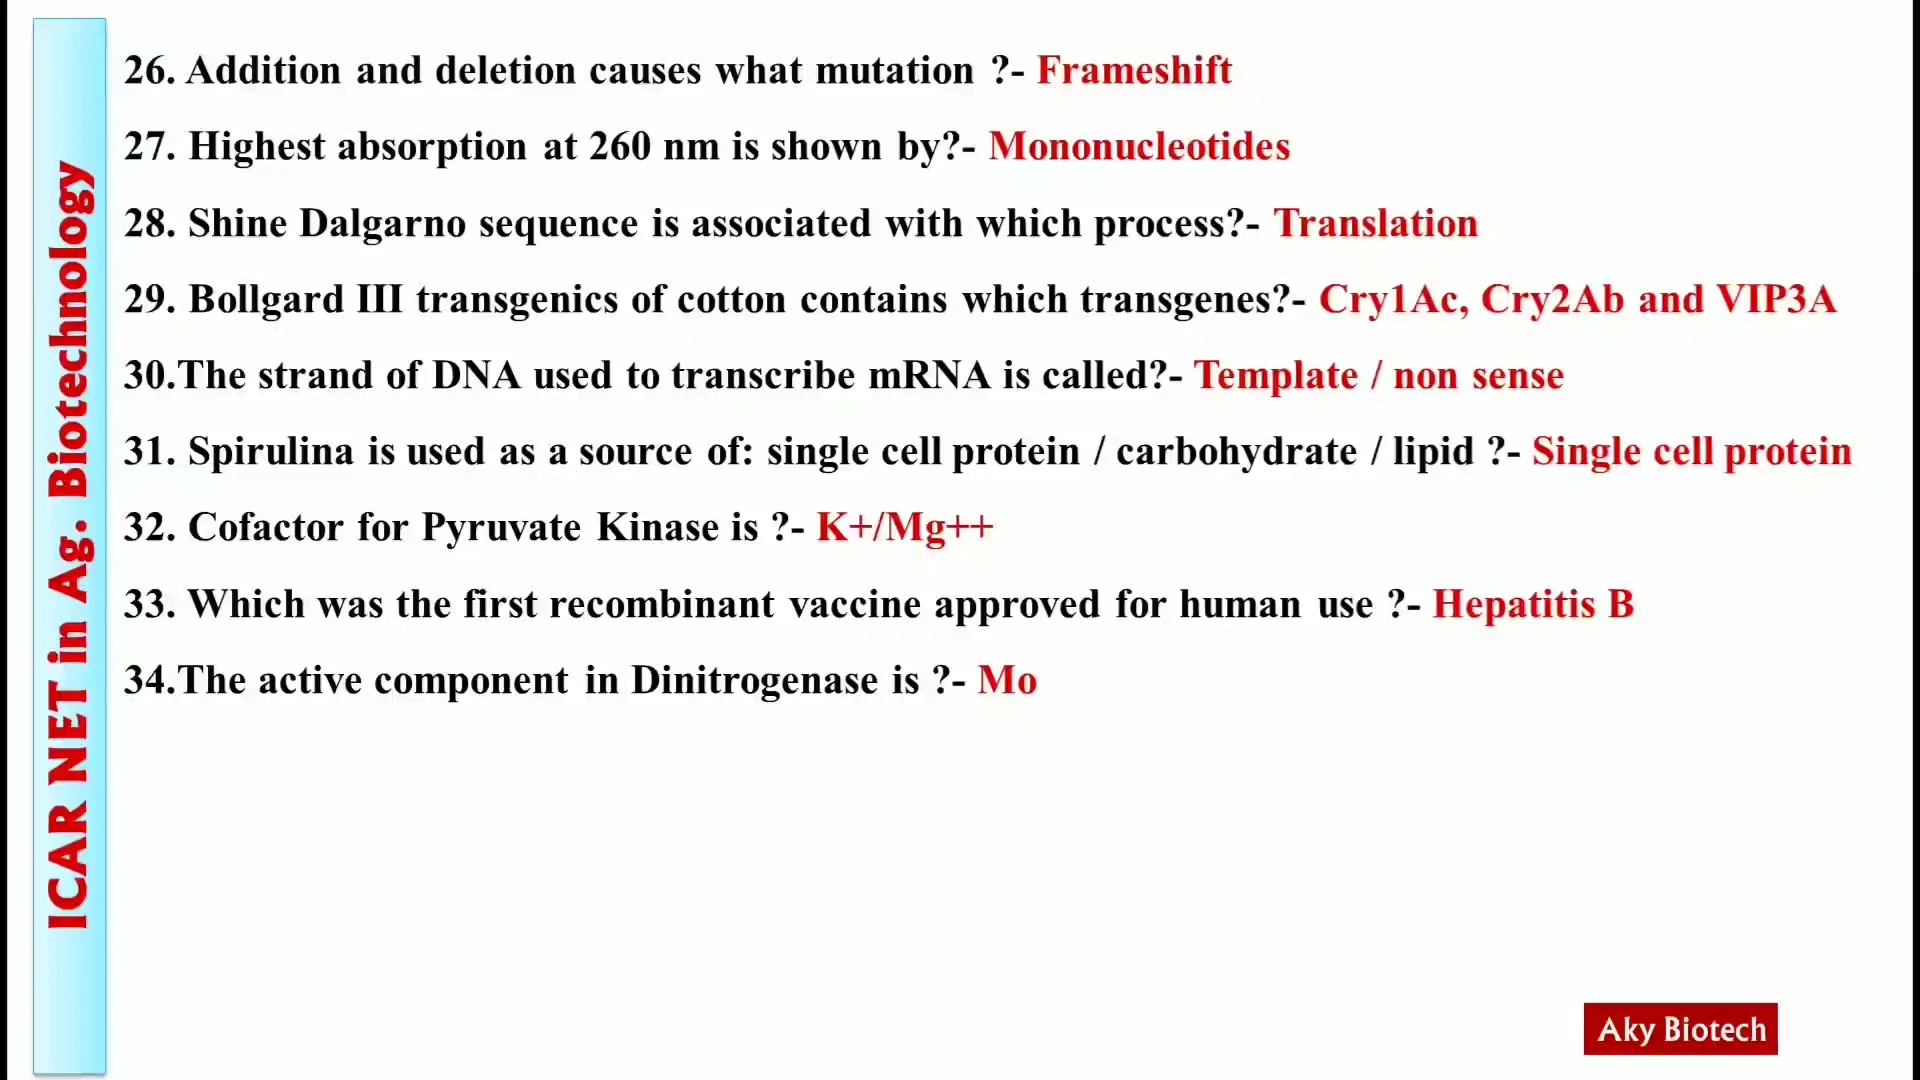 ICAR NET in Ag. Biotechnology
26. Addition and deletion causes what mutation ?- Frameshift
27. Highest absorption at 260 nm is shown by?- Mononucleotides
28. Shine Dalgarno sequence is associated with which process?- Translation
29. Bollgard III transgenics of cotton contains which transgenes?- Cry1Ac, Cry2Ab and VIP3A
30.The strand of DNA used to transcribe mRNA is called?- Template / non sense
31. Spirulina is used as a source of: single cell protein / carbohydrate / lipid ?- Single cell protein
32. Cofactor for Pyruvate Kinase is ?- K+/Mg++
33. Which was the first recombinant vaccine approved for human use ?- Hepatitis B
34.The active component in Dinitrogenase is ?- Mo
Aky Biotech